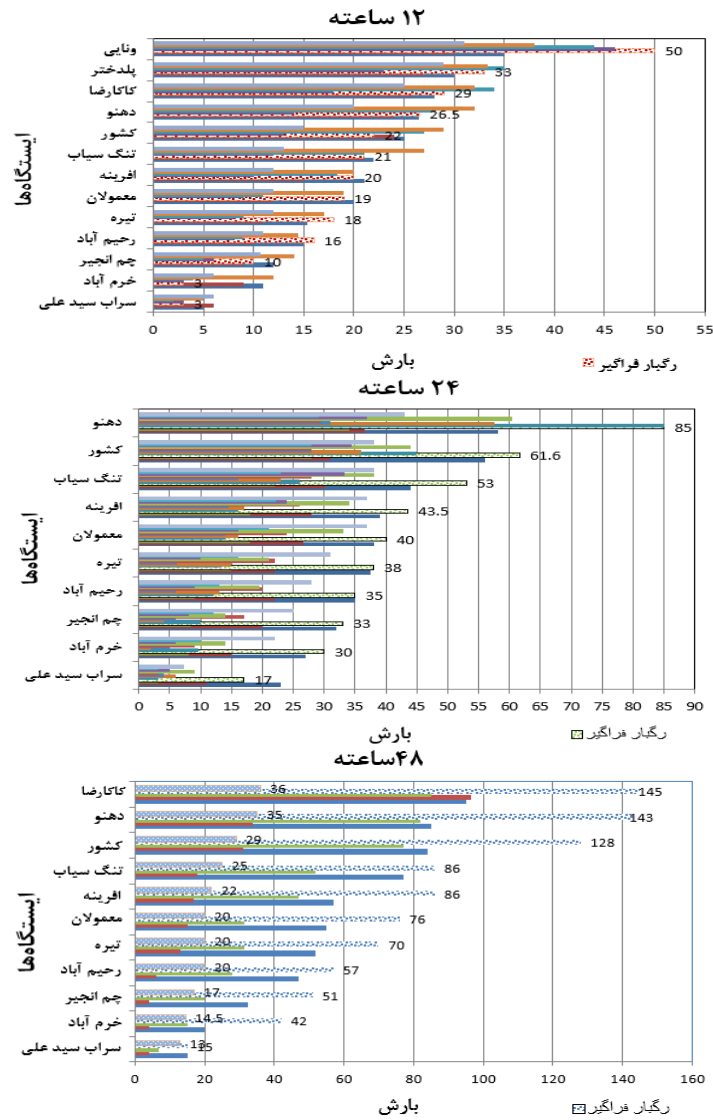 ۱۲ ساعته
ایستگاه‌ها
ونایی 50
پلدختر 33
کاکارضا 29
دهنو 26.5
کشور 22
تنگ سیاب 21
افرینه 20
معمولان 19
تیره 18
رحیم آباد 16
چم انجیر 10
خرم آباد 3
سراب سید علی 3
0 5 10 15 20 25 30 35 40 45 50 55
بارش
رگبار فراگیر
۲۴ ساعته
ایستگاه‌ها
دهنو 85
کشور 61.6
تنگ سیاب 53
افرینه 43.5
معمولان 40
تیره 38
رحیم آباد 35
چم انجیر 33
خرم آباد 30
سراب سید علی 17
0 5 10 15 20 25 30 35 40 45 50 55 60 65 70 75 80 85 90
بارش
رگبار فراگیر
۴۸ساعته
ایستگاه‌ها
کاکارضا 36 145
دهنو 35 143
کشور 29 128
تنگ سیاب 25 86
افرینه 22 86
معمولان 20 76
تیره 20 70
رحیم آباد 20 57
چم انجیر 17 51
خرم آباد 14.5 42
سراب سید علی 13 15
0 20 40 60 80 100 120 140 160
بارش
رگبار فراگیر